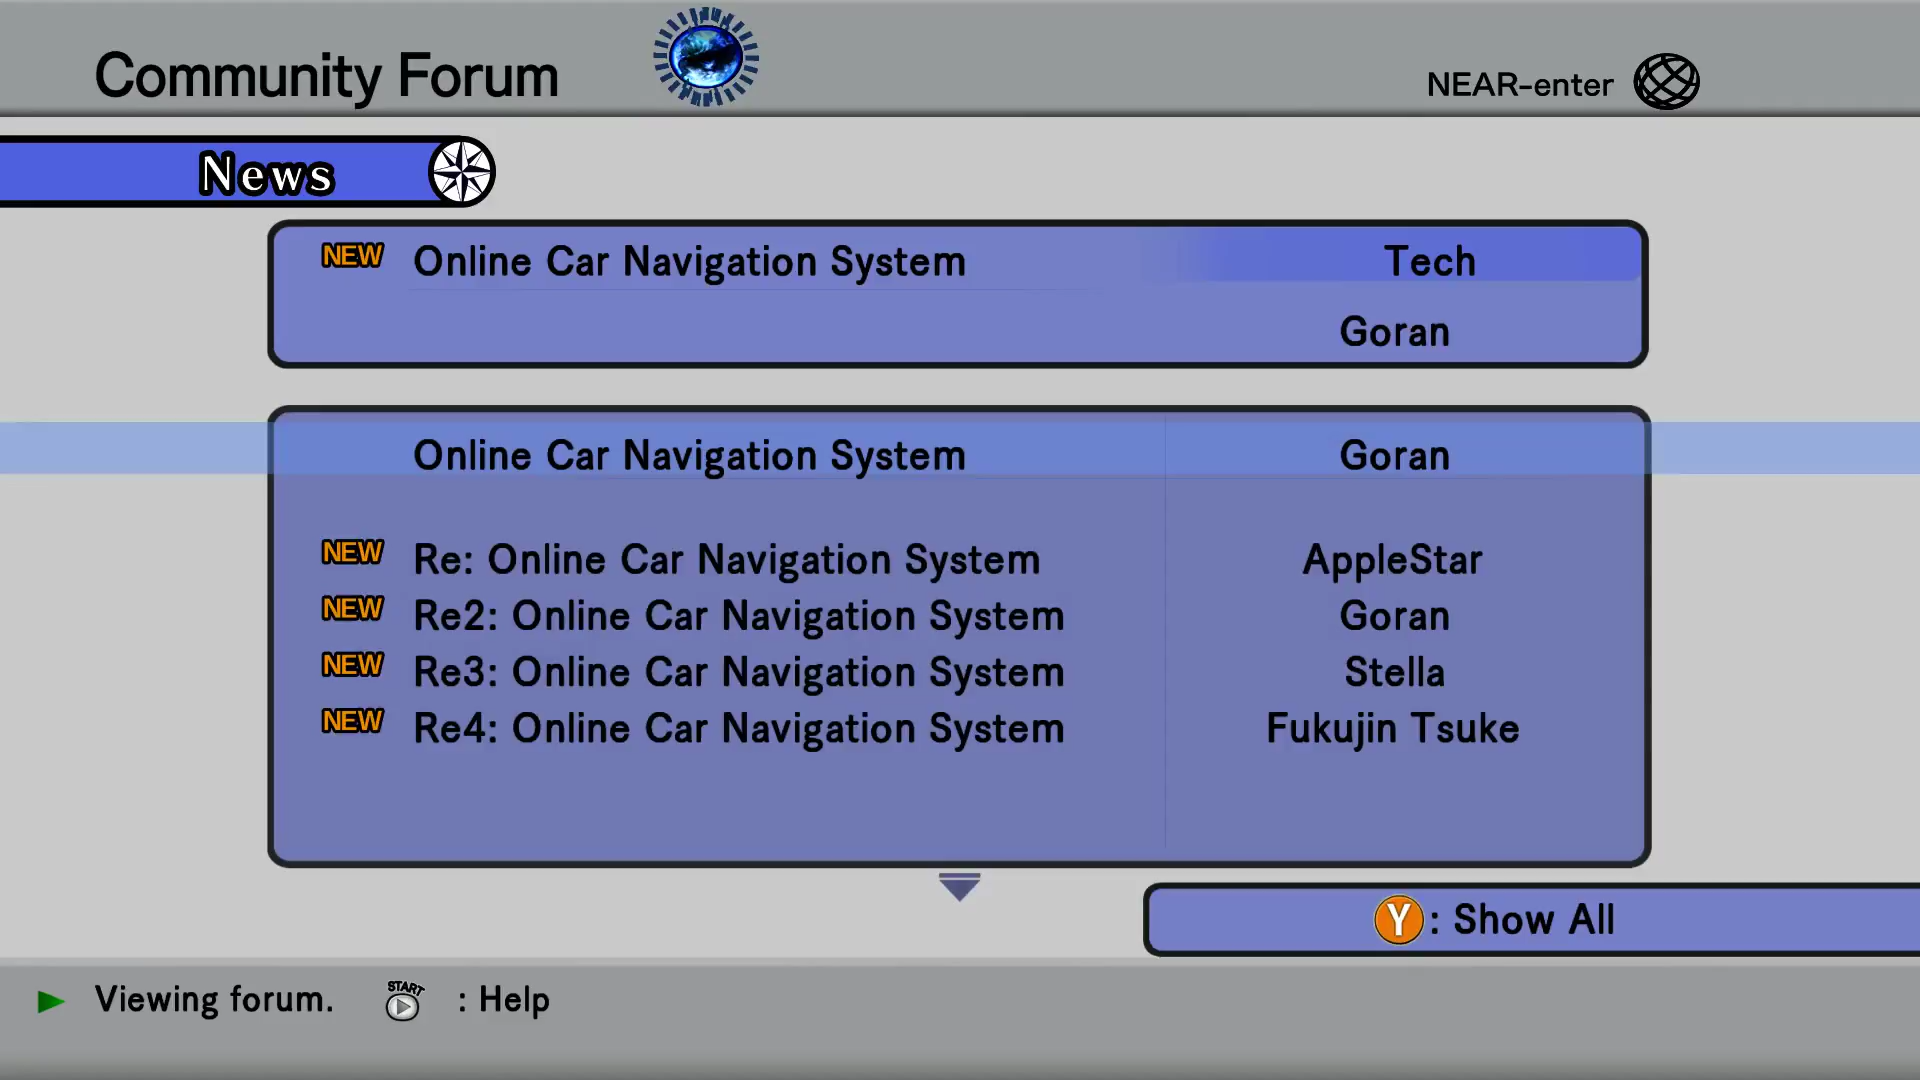 Community Forum
NEAR-enter
News
NEW Online Car Navigation System Tech
Goran
Online Car Navigation System Goran
NEW Re: Online Car Navigation System AppleStar
NEW Re2: Online Car Navigation System Goran
NEW Re3: Online Car Navigation System Stella
NEW Re4: Online Car Navigation System Fukujin Tsuke
Y : Show All
Viewing forum. START : Help